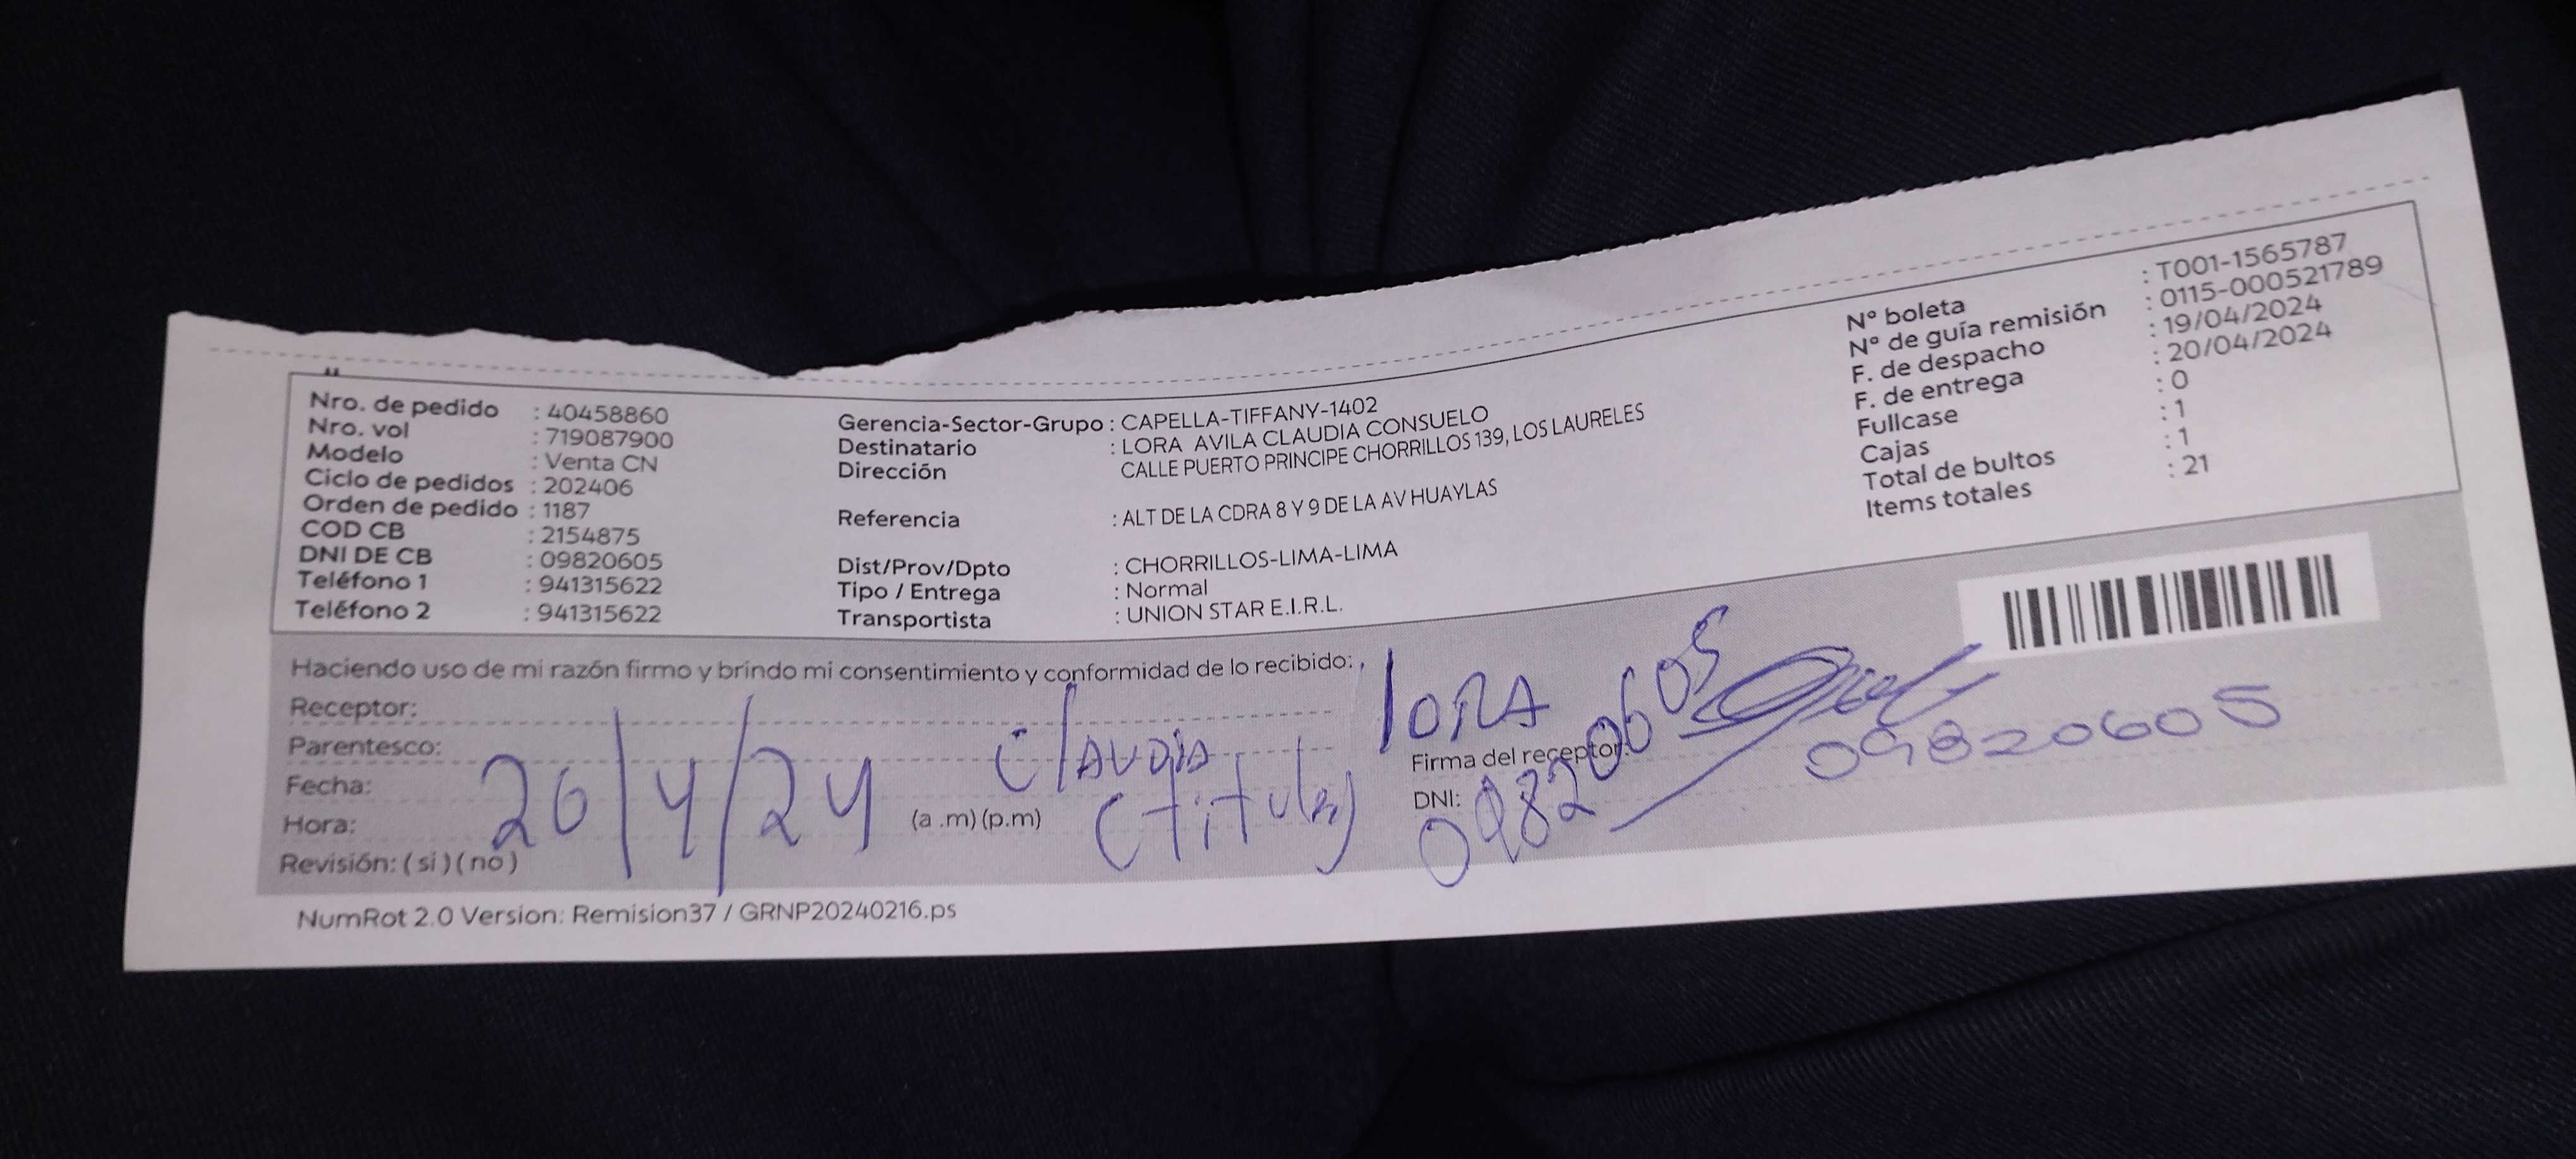 Nro. de pedido : 40458860
Nro. vol : 719087900
Modelo : Venta CN
Ciclo de pedidos : 202406
Orden de pedido : 1187
COD CB : 2154875
DNI DE CB : 09820605
Teléfono 1 : 941315622
Teléfono 2 : 941315622
Gerencia-Sector-Grupo : CAPELLA-TIFFANY-1402
Destinatario : LORA AVILA CLAUDIA CONSUELO
Dirección CALLE PUERTO PRINCIPE CHORRILLOS 139, LOS LAURELES
Referencia : ALT DE LA CDRA 8 Y 9 DE LA AV HUAYLAS
Dist/Prov/Dpto : CHORRILLOS-LIMA-LIMA
Tipo / Entrega : Normal
Transportista : UNION STAR E.I.R.L.
N° boleta : T001-1565787
N° de guía remisión : 0115-000521789
F. de despacho : 19/04/2024
F. de entrega : 20/04/2024
Fullcase : 0
Cajas : 1
Total de bultos : 1
Items totales : 21
Haciendo uso de mi razón firmo y brindo mi consentimiento y conformidad de lo recibido: ,
Receptor:
Parentesco:
Fecha: 20/4/24
Hora: (a .m) (p.m)
Revisión: ( si ) ( no )
Claudia lORA
(titular)
Firma del receptor:
DNI: 09820605
09820605
NumRot 2.0 Version: Remision37 / GRNP20240216.ps